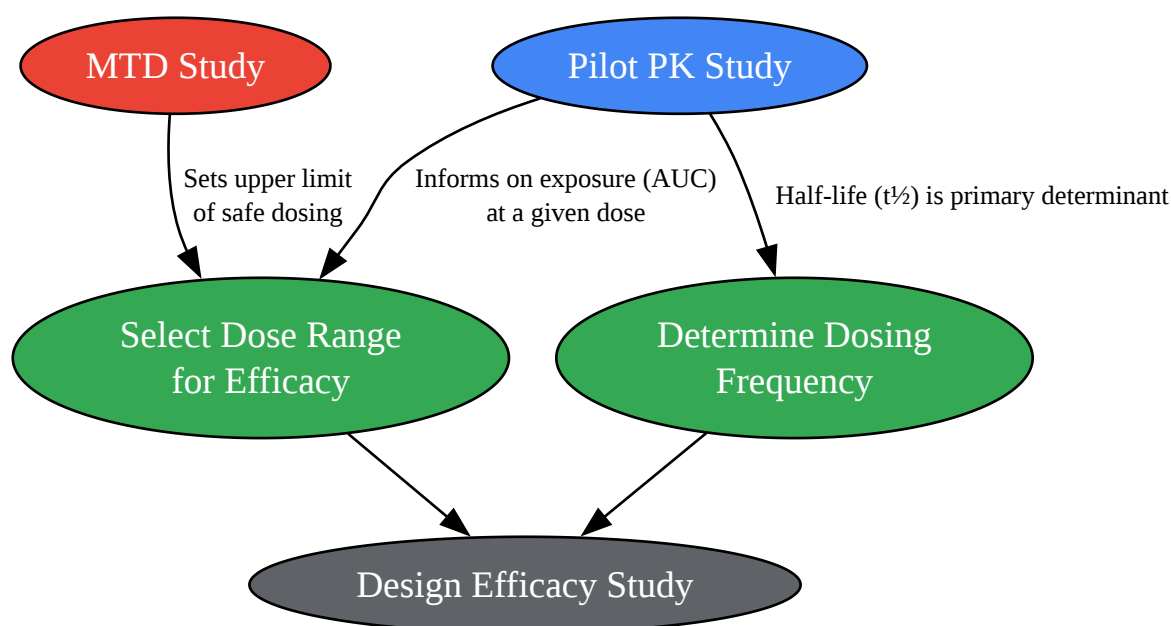 MTD Study
Pilot PK Study
Sets upper limit
of safe dosing
Informs on exposure (AUC)
at a given dose
Half-life (t½) is primary determinant
Select Dose Range
for Efficacy
Determine Dosing
Frequency
Design Efficacy Study